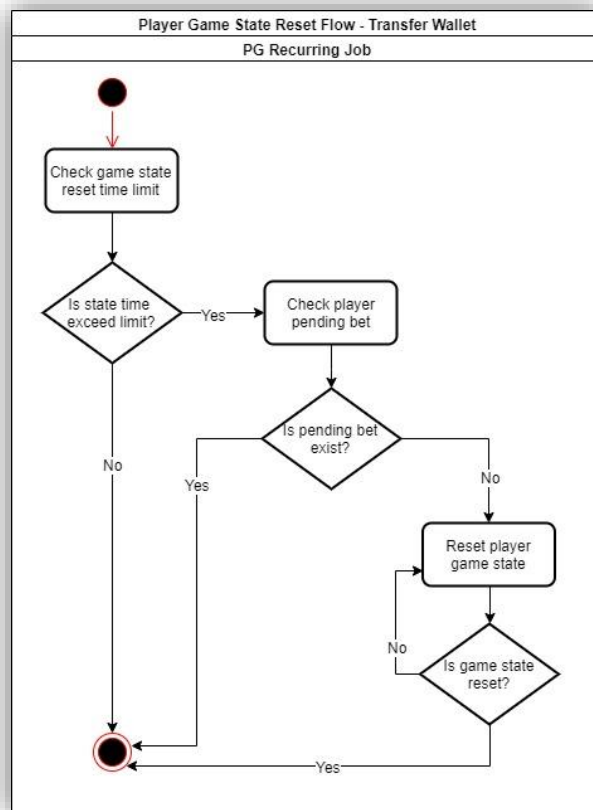 Player Game State Reset Flow - Transfer Wallet
PG Recurring Job
Check game state
reset time limit
Is state time
exceed limit?
Yes
Check player
pending bet
Is pending bet
exist?
No
Yes
No
Reset player
game state
No
Is game state
reset?
Yes